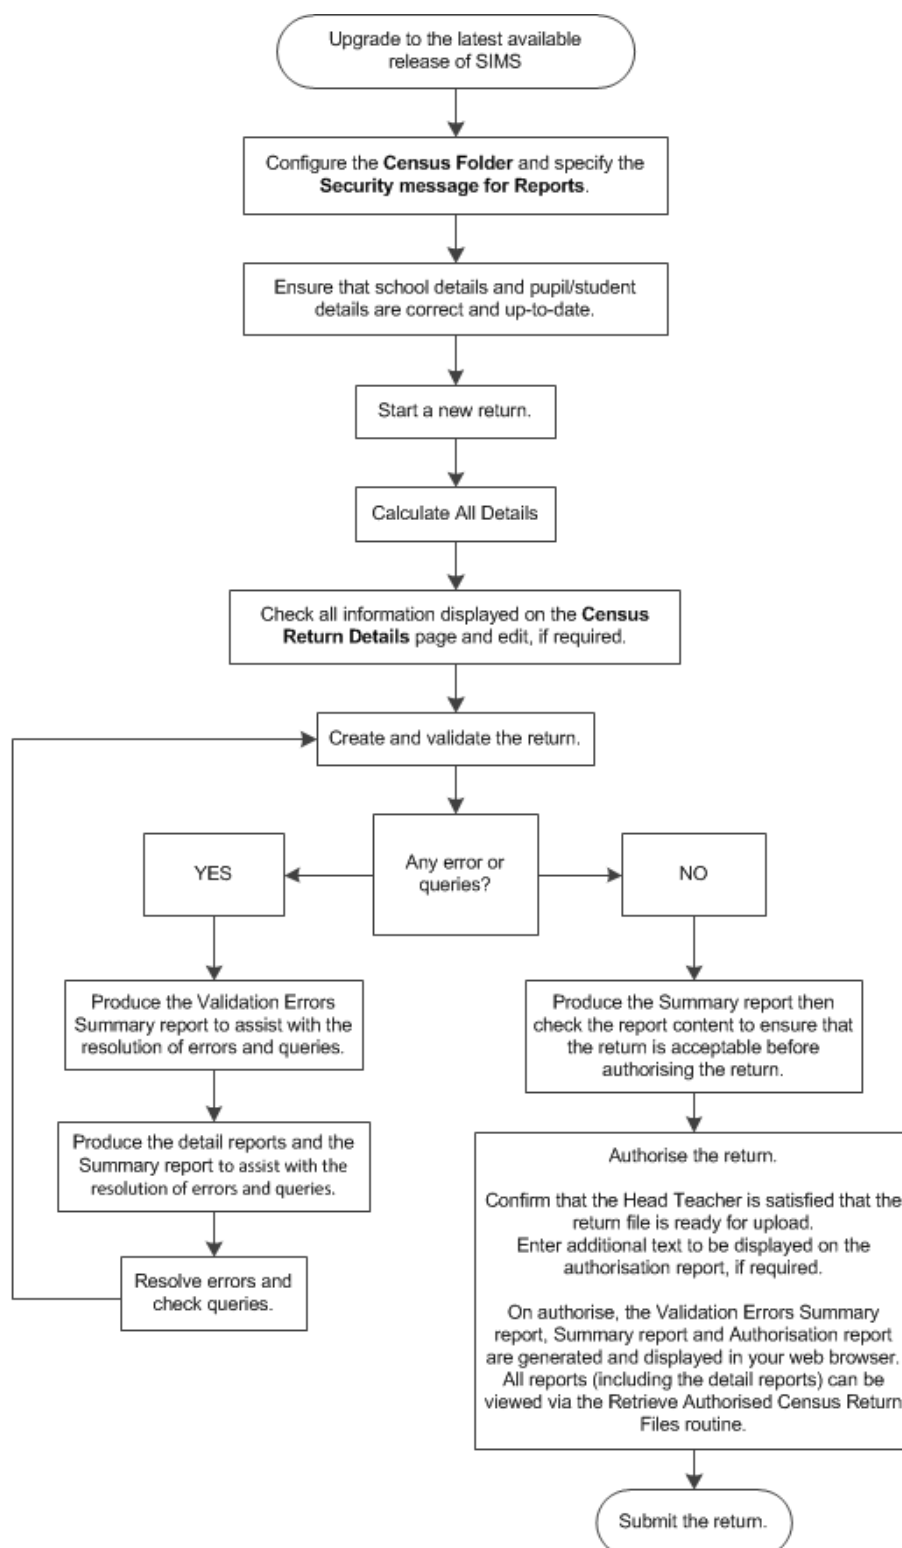 Upgrade to the latest available
release of SIMS
Configure the Census Folder and specify the
Security message for Reports.
Ensure that school details and pupil/student
details are correct and up-to-date.
Start a new return.
Calculate All Details
Check all information displayed on the Census
Return Details page and edit, if required.
Create and validate the return.
Any error or
queries?
YES
NO
Produce the Validation Errors
Summary report to assist with the
resolution of errors and queries.
Produce the detail reports and the
Summary report to assist with the
resolution of errors and queries.
Resolve errors and
check queries.
Produce the Summary report then
check the report content to ensure that
the return is acceptable before
authorising the return.
Authorise the return.
Confirm that the Head Teacher is satisfied that the
return file is ready for upload.
Enter additional text to be displayed on the
authorisation report, if required.
On authorise, the Validation Errors Summary
report, Summary report and Authorisation report
are generated and displayed in your web browser.
All reports (including the detail reports) can be
viewed via the Retrieve Authorised Census Return
Files routine.
Submit the return.